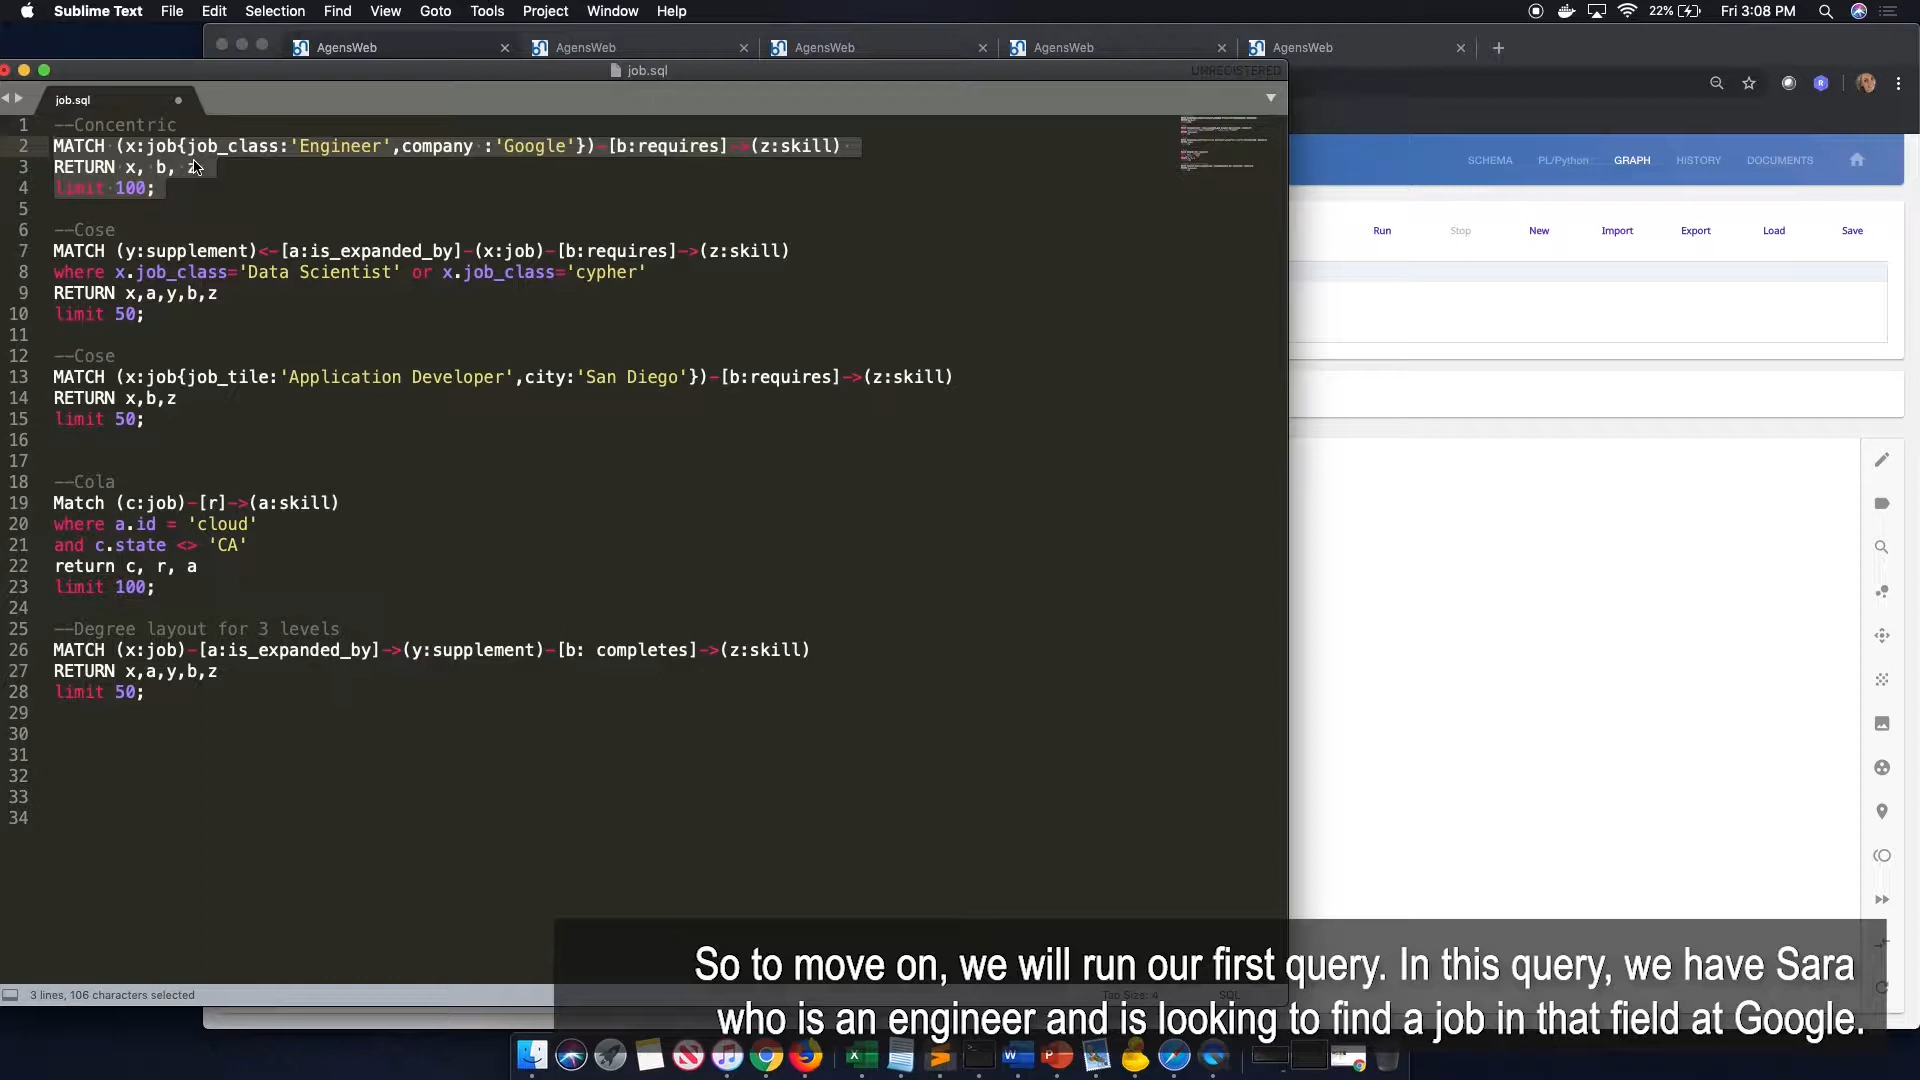 Sublime Text File Edit Selection Find View Goto Tools Project Window Help 22% Fri 3:08 PM
AgensWeb AgensWeb AgensWeb AgensWeb AgensWeb
job.sql UNREGISTERED
job.sql
1 --Concentric
2 MATCH (x:job{job_class:'Engineer',company :'Google'})-[b:requires]->(z:skill)
3 RETURN x, b, z
4 limit 100;
5
6 --Cose
7 MATCH (y:supplement)<-[a:is_expanded_by]-(x:job)-[b:requires]->(z:skill)
8 where x.job_class='Data Scientist' or x.job_class='cypher'
9 RETURN x,a,y,b,z
10 limit 50;
11
12 --Cose
13 MATCH (x:job{job_tile:'Application Developer',city:'San Diego'})-[b:requires]->(z:skill)
14 RETURN x,b,z
15 limit 50;
16
17
18 --Cola
19 Match (c:job)-[r]->(a:skill)
20 where a.id = 'cloud'
21 and c.state <> 'CA'
22 return c, r, a
23 limit 100;
24
25 --Degree layout for 3 levels
26 MATCH (x:job)-[a:is_expanded_by]->(y:supplement)-[b: completes]->(z:skill)
27 RETURN x,a,y,b,z
28 limit 50;
29
30
31
32
33
34
SCHEMA PL/Python GRAPH HISTORY DOCUMENTS
Run Stop New Import Export Load Save
So to move on, we will run our first query. In this query, we have Sara
who is an engineer and is looking to find a job in that field at Google.
3 lines, 106 characters selected Tab Size: 4 SQL